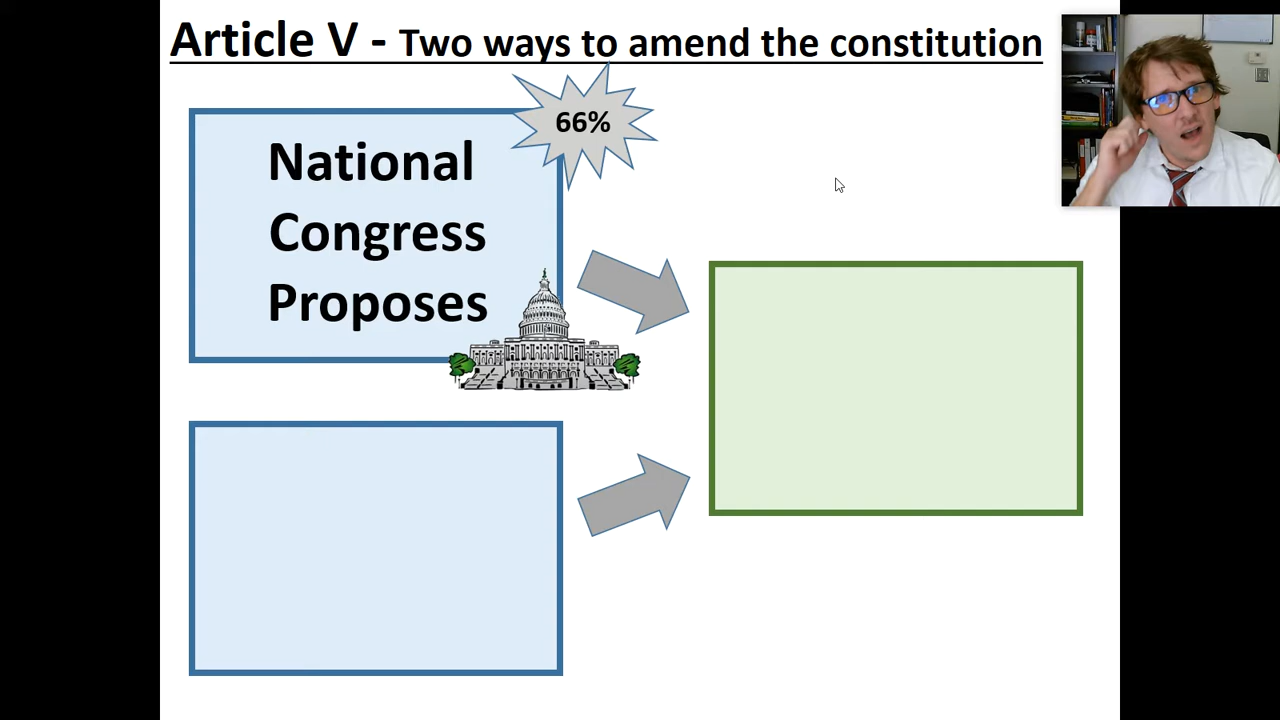 Article V - Two ways to amend the constitution
66%
National
Congress
Proposes